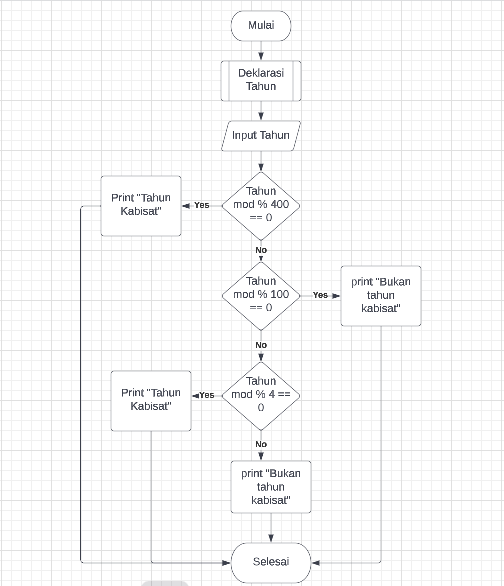 Mulai
Deklarasi
Tahun
Input Tahun
Tahun
mod % 400
== 0
Yes
Print "Tahun
Kabisat"
No
Tahun
mod % 100
== 0
Yes
print "Bukan
tahun
kabisat"
No
Tahun
mod % 4 ==
0
Yes
Print "Tahun
Kabisat"
No
print "Bukan
tahun
kabisat"
Selesai